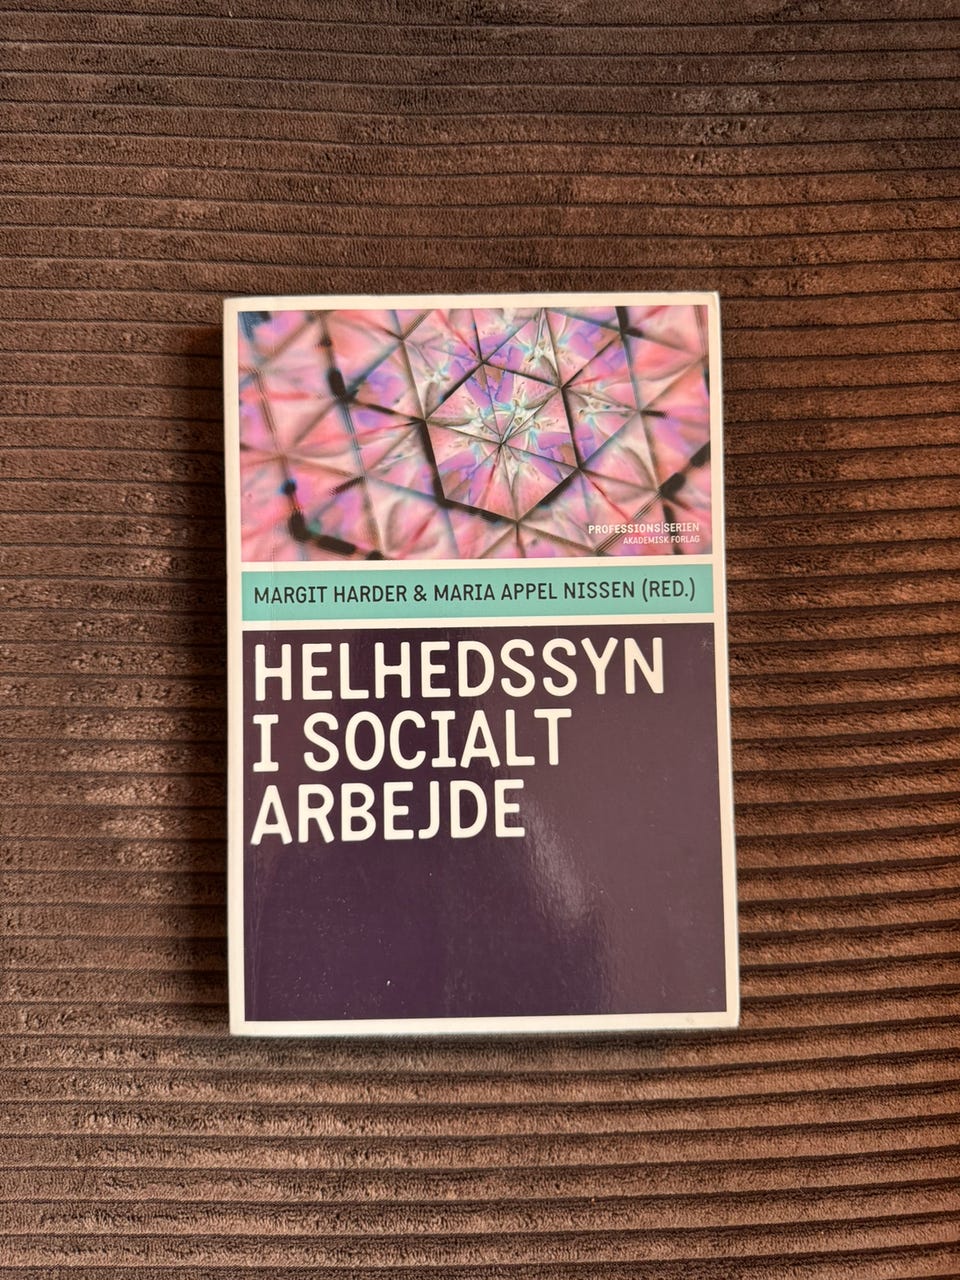 PROFESSIONS|SERIEN
AKADEMISK FORLAG
MARGIT HARDER & MARIA APPEL NISSEN (RED.)
HELHEDSSYN
I SOCIALT
ARBEJDE